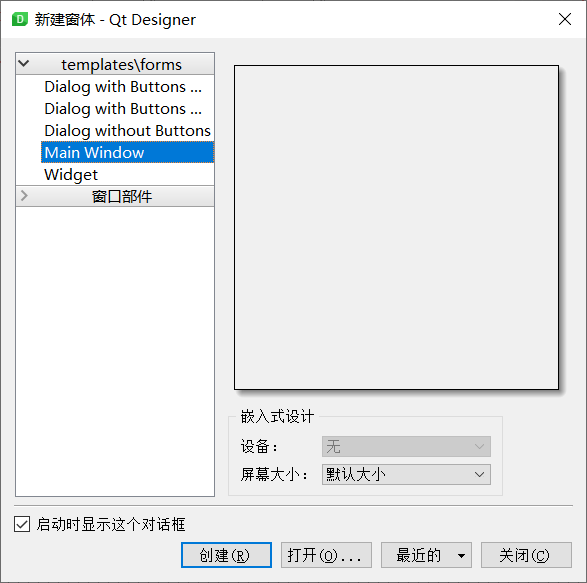 新建窗体 - Qt Designer
templates\forms
Dialog with Buttons ...
Dialog with Buttons ...
Dialog without Buttons
Main Window
Widget
窗口部件
嵌入式设计
设备：
无
屏幕大小：
默认大小
启动时显示这个对话框
创建(R)
打开(O)...
最近的
关闭(C)